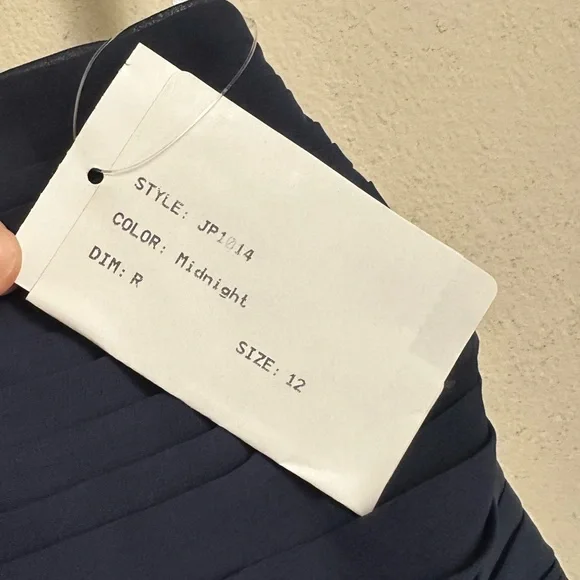 STYLE: JP1014
COLOR: Midnight
DIM: R
SIZE: 12